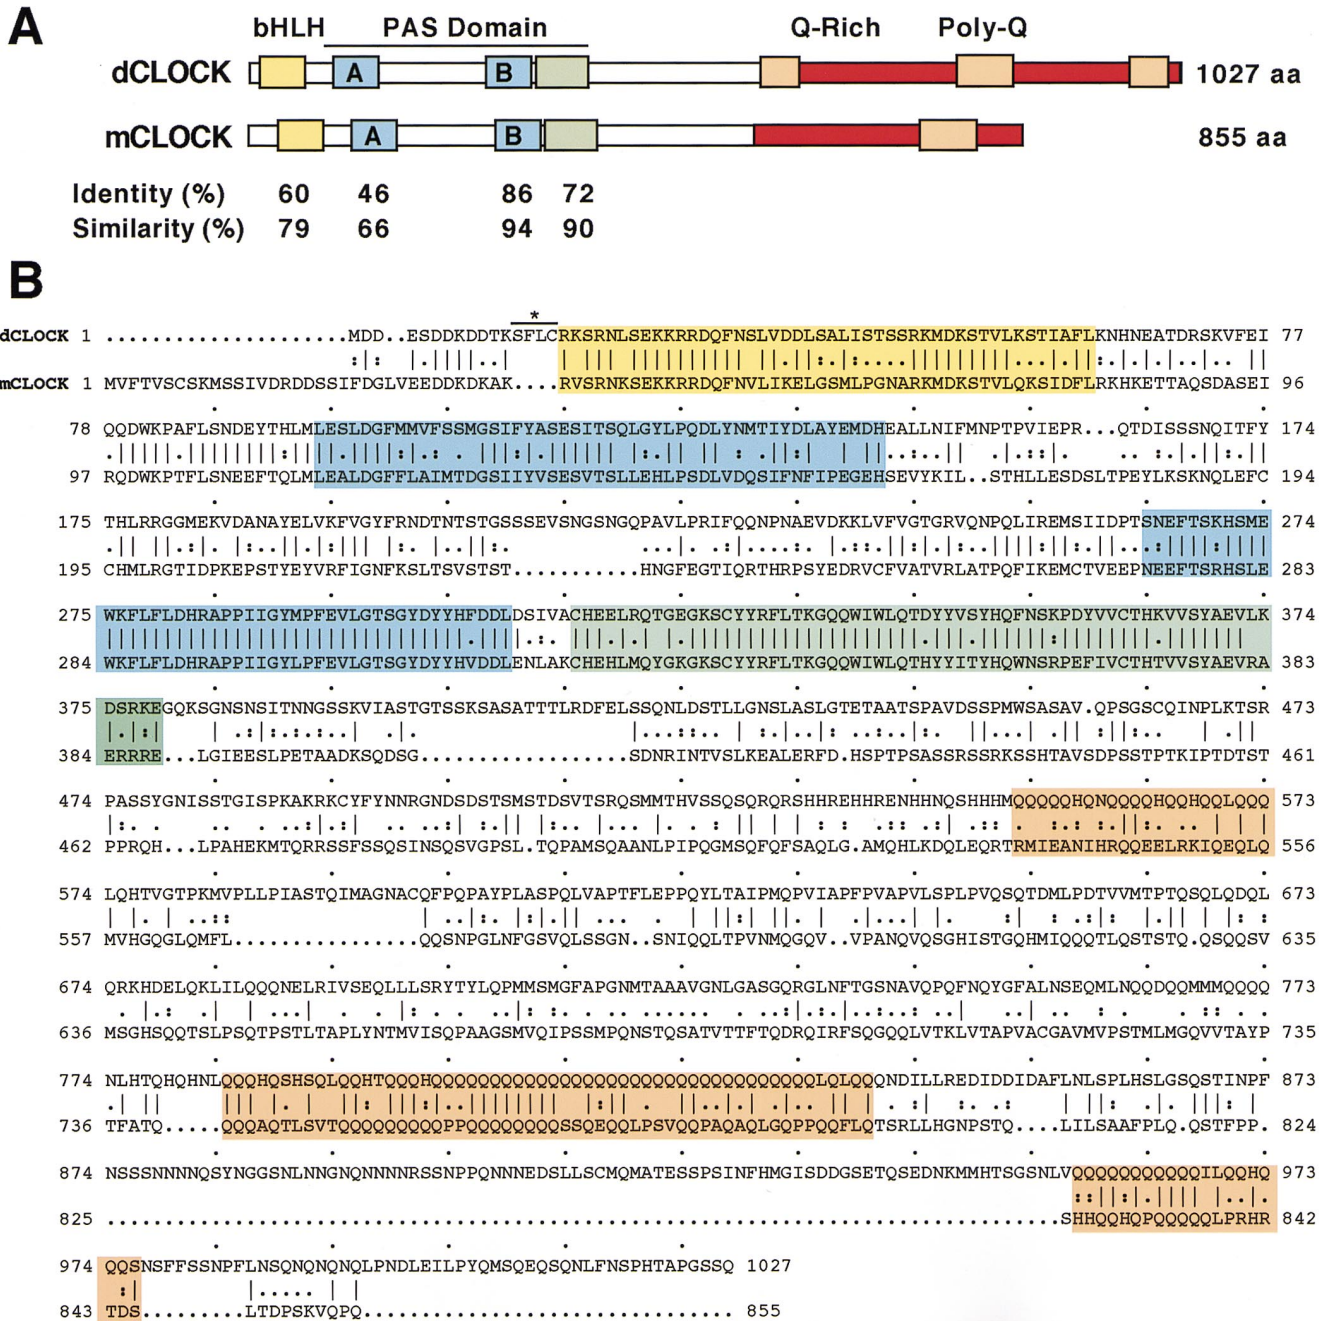 A
bHLH PAS Domain Q-Rich Poly-Q
dCLOCK A B 1027 aa
mCLOCK A B 855 aa
Identity (%) 60 46 86 72
Similarity (%) 79 66 94 90
B
*
dCLOCK 1 .....................MDD..ESDDKDDTKSFLCRKSRNLSEKKRRDQFNSLVDDLSALISTSSRKMDKSTVLKSTIAFLKNHNEATDRSKVFEI 77
mCLOCK 1 MVFTVSCSKMSSIVDRDDSSIFDGLVEEDDKDKAK....RVSRNKSEKKRRDQFNVLIKELGSMLPGNARKMDKSTVLQKSIDFLRKHKETTAQSDASEI 96
78 QQDWKPAFLSNDEYTHLMLESLDGFMMVFSSMGSIFYASESITSQLGYLPQDLYNMTIYDLAYEMDHEALLNIFMNPTPVIEPR...QTDISSSNQITFY 174
97 RQDWKPTFLSNEEFTQLMLEALDGFFLAIMTDGSIIYVSESVTSLLEHLPSDLVDQSIFNFIPEGEHSEVYKIL..STHLLESDSLTPEYLKSKNQLEFC 194
175 THLRRGGMEKVDANAYELVKFVGYFRNDTNTSTGSSSEVSNGSNGQPAVLPRIFQQNPNAEVDKKLVFVGTGRVQNPQLIREMSIIDPTSNEFTSKHSME 274
195 CHMLRGTIDPKEPSTYEYVRFIGNFKSLTSVSTST...........HNGFEGTIQRTHRPSYEDRVCFVATVRLATPQFIKEMCTVEEPNEEFTSRHSLE 283
275 WKFLFLDHRAPPIIGYMPFEVLGTSGYDYYHFDDLDSIVACHEELRQTGEGKSCYYRFLTKGQQWIWLQTDYYVSYHQFNSKPDYVVCTHKVVSYAEVLK 374
284 WKFLFLDHRAPPIIGYLPFEVLGTSGYDYYHVDDLENLAKCHEHLMQYGKGKSCYYRFLTKGQQWIWLQTHYYITYHQWNSRPEFIVCTHTVVSYAEVRA 383
375 DSRKEGQKSGNSNSITNNGSSKVIASTGTSSKSASATTTLRDFELSSQNLDSTLLGNSLASLGTETAATSPAVDSSPMWSASAV.QPSGSCQINPLKTSR 473
384 ERRRE...LGIEESLPETAADKSQDSG..................SDNRINTVSLKEALERFD.HSPTPSASSRSSRKSSHTAVSDPSSTPTKIPTDTST 461
474 PASSYGNISSTGISPKAKRKCYFYNNRGNDSDSTSMSTDSVTSRQSMMTHVSSQSQRQRSHHREHHRENHHNQSHHHMQQQQQHQNQQQQHQQHQQLQQQ 573
462 PPRQH...LPAHEKMTQRRSSFSSQSINSQSVGPSL.TQPAMSQAANLPIPQGMSQFQFSAQLG.AMQHLKDQLEQRTRMIEANIHRQQEELRKIQEQLQ 556
574 LQHTVGTPKMVPLLPIASTQIMAGNACQFPQPAYPLASPQLVAPTFLEPPQYLTAIPMQPVIAPFPVAPVLSPLPVQSQTDMLPDTVVMTPTQSQLQDQL 673
557 MVHGQGLQMFL................QQSNPGLNFGSVQLSSGN..SNIQQLTPVNMQGQV..VPANQVQSGHISTGQHMIQQQTLQSTSTQ.QSQQSV 635
674 QRKHDELQKLILQQQNELRIVSEQLLLSRYTYLQPMMSMGFAPGNMTAAAVGNLGASGQRGLNFTGSNAVQPQFNQYGFALNSEQMLNQQDQQMMMQQQQ 773
636 MSGHSQQTSLPSQTPSTLTAPLYNTMVISQPAAGSMVQIPSSMPQNSTQSATVTTFTQDRQIRFSQGQQLVTKLVTAPVACGAVMVPSTMLMGQVVTAYP 735
774 NLHTQHQHNLQQQHQSHSQLQQHTQQQHQQQQQQQQQQQQQQQQQQQQQQQQQQQQQQQQQLQLQQQNDILLREDIDDIDAFLNLSPLHSLGSQSTINPF 873
736 TFATQ.....QQQAQTLSVTQQQQQQQQQPPQQQQQQQQSSQEQQLPSVQQPAQAQLGQPPQQFLQTSRLLHGNPSTQ....LILSAAFPLQ.QSTFPP. 824
874 NSSSNNNNQSYNGGSNLNNGNQNNNNRSSNPPQNNNEDSLLSCMQMATESSPSINFHMGISDDGSETQSEDNKMMHTSGSNLVQQQQQQQQQQQILQQHQ 973
825 ..................................................................................SHHQQHQPQQQQQLPRHR 842
974 QQSNSFFSSNPFLNSQNQNQNQLPNDLEILPYQMSQEQSQNLFNSPHTAPGSSQ 1027
843 TDS.........LTDPSKVQPQ................................ 855